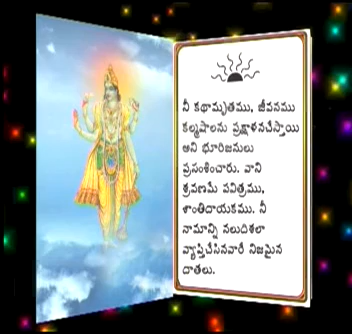 నీ కథామృతము, జీవనము
కల్మషాలను ప్రక్షాళనచేస్తాయి
అని భూరిజనులు
ప్రసంశించారు. వాని
శ్రవణమే పవిత్రము,
శాంతిదాయకము. నీ
నామాన్ని నలుదిశలా
వ్యాప్తిచేసినవారే నిజమైన
దాతలు.